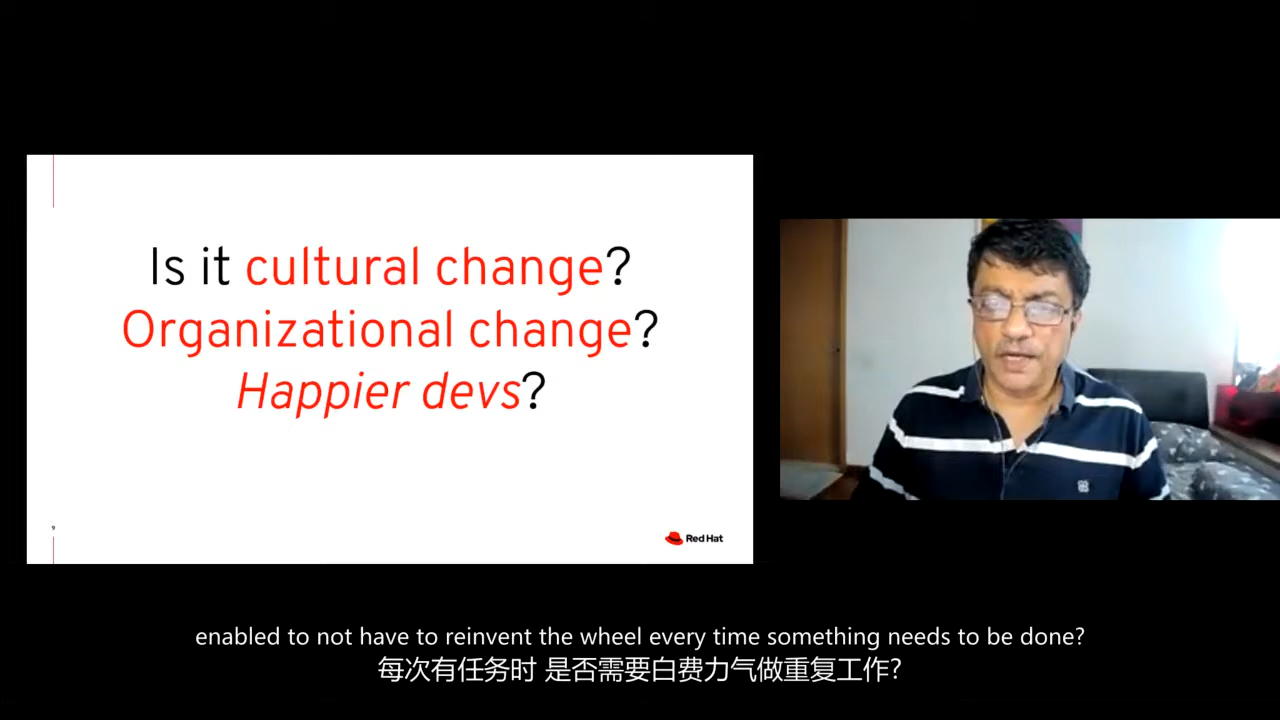 Is it cultural change?
Organizational change?
Happier devs?
9
Red Hat
enabled to not have to reinvent the wheel every time something needs to be done?
每次有任务时 是否需要白费力气做重复工作?